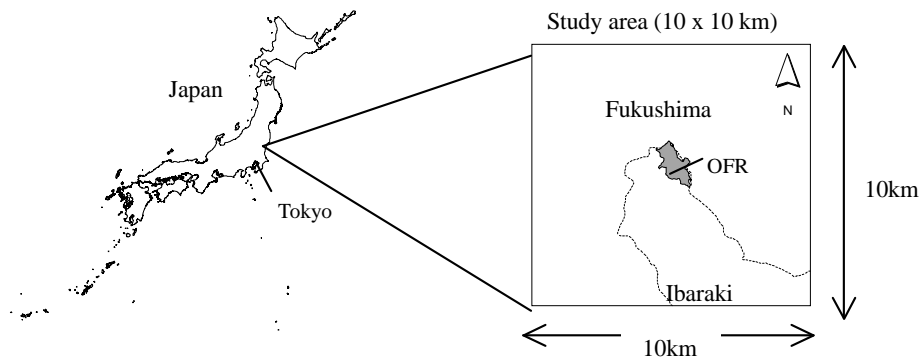 Study area (10 x 10 km)
Japan
N
Fukushima
OFR
10km
Tokyo
Ibaraki
10km